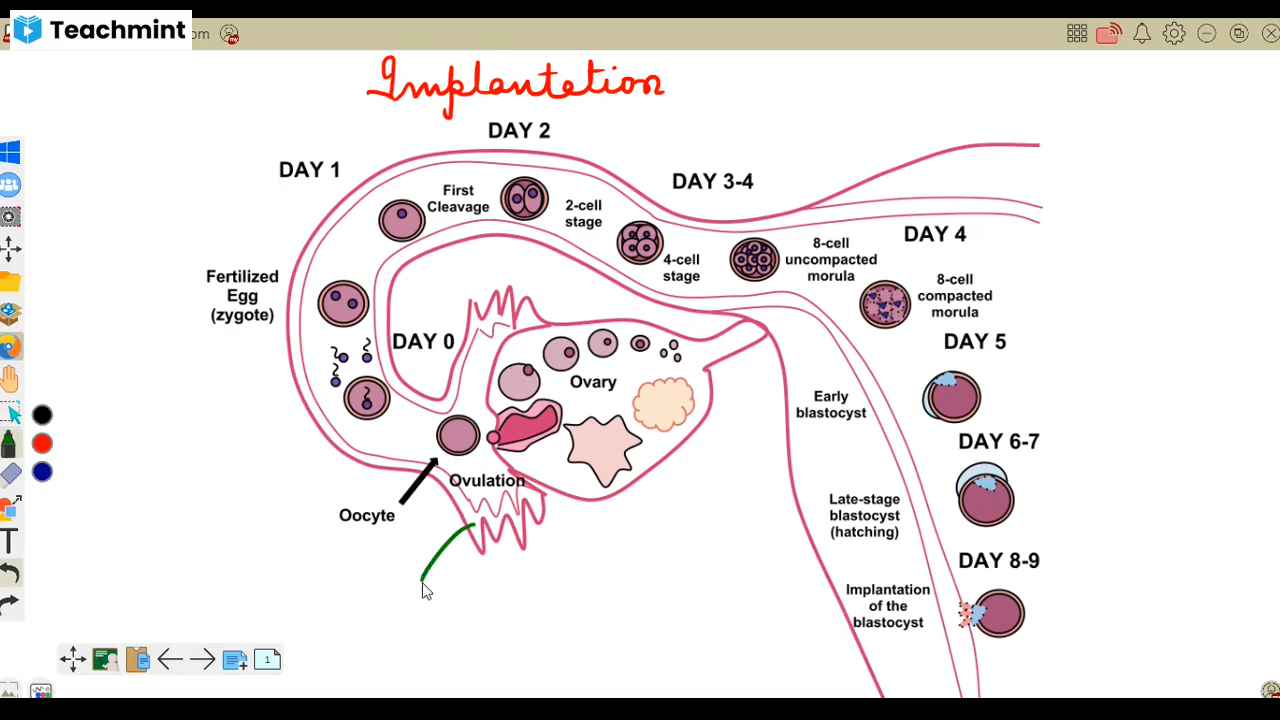 Teachmint
om
Implantation
DAY 2
DAY 1
DAY 3-4
First
Cleavage
2-cell
stage
DAY 4
4-cell
stage
8-cell
uncompacted
morula
8-cell
compacted
morula
Fertilized
Egg
(zygote)
DAY 0
DAY 5
Ovary
Early
blastocyst
DAY 6-7
Ovulation
Oocyte
Late-stage
blastocyst
(hatching)
DAY 8-9
Implantation
of the
blastocyst
T
1